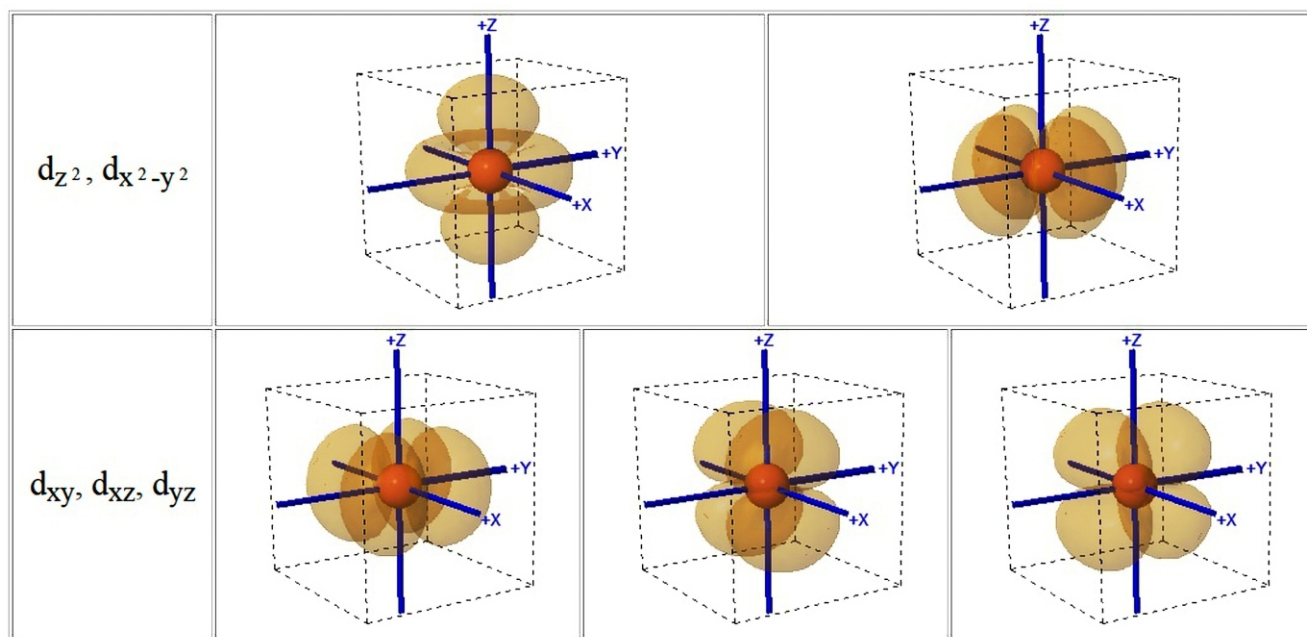 dz², dx²-y²
+Z
+Y
+X
+Z
+Y
+X
dxy, dxz, dyz
+Z
+Y
+X
+Z
+Y
+X
+Z
+Y
+X